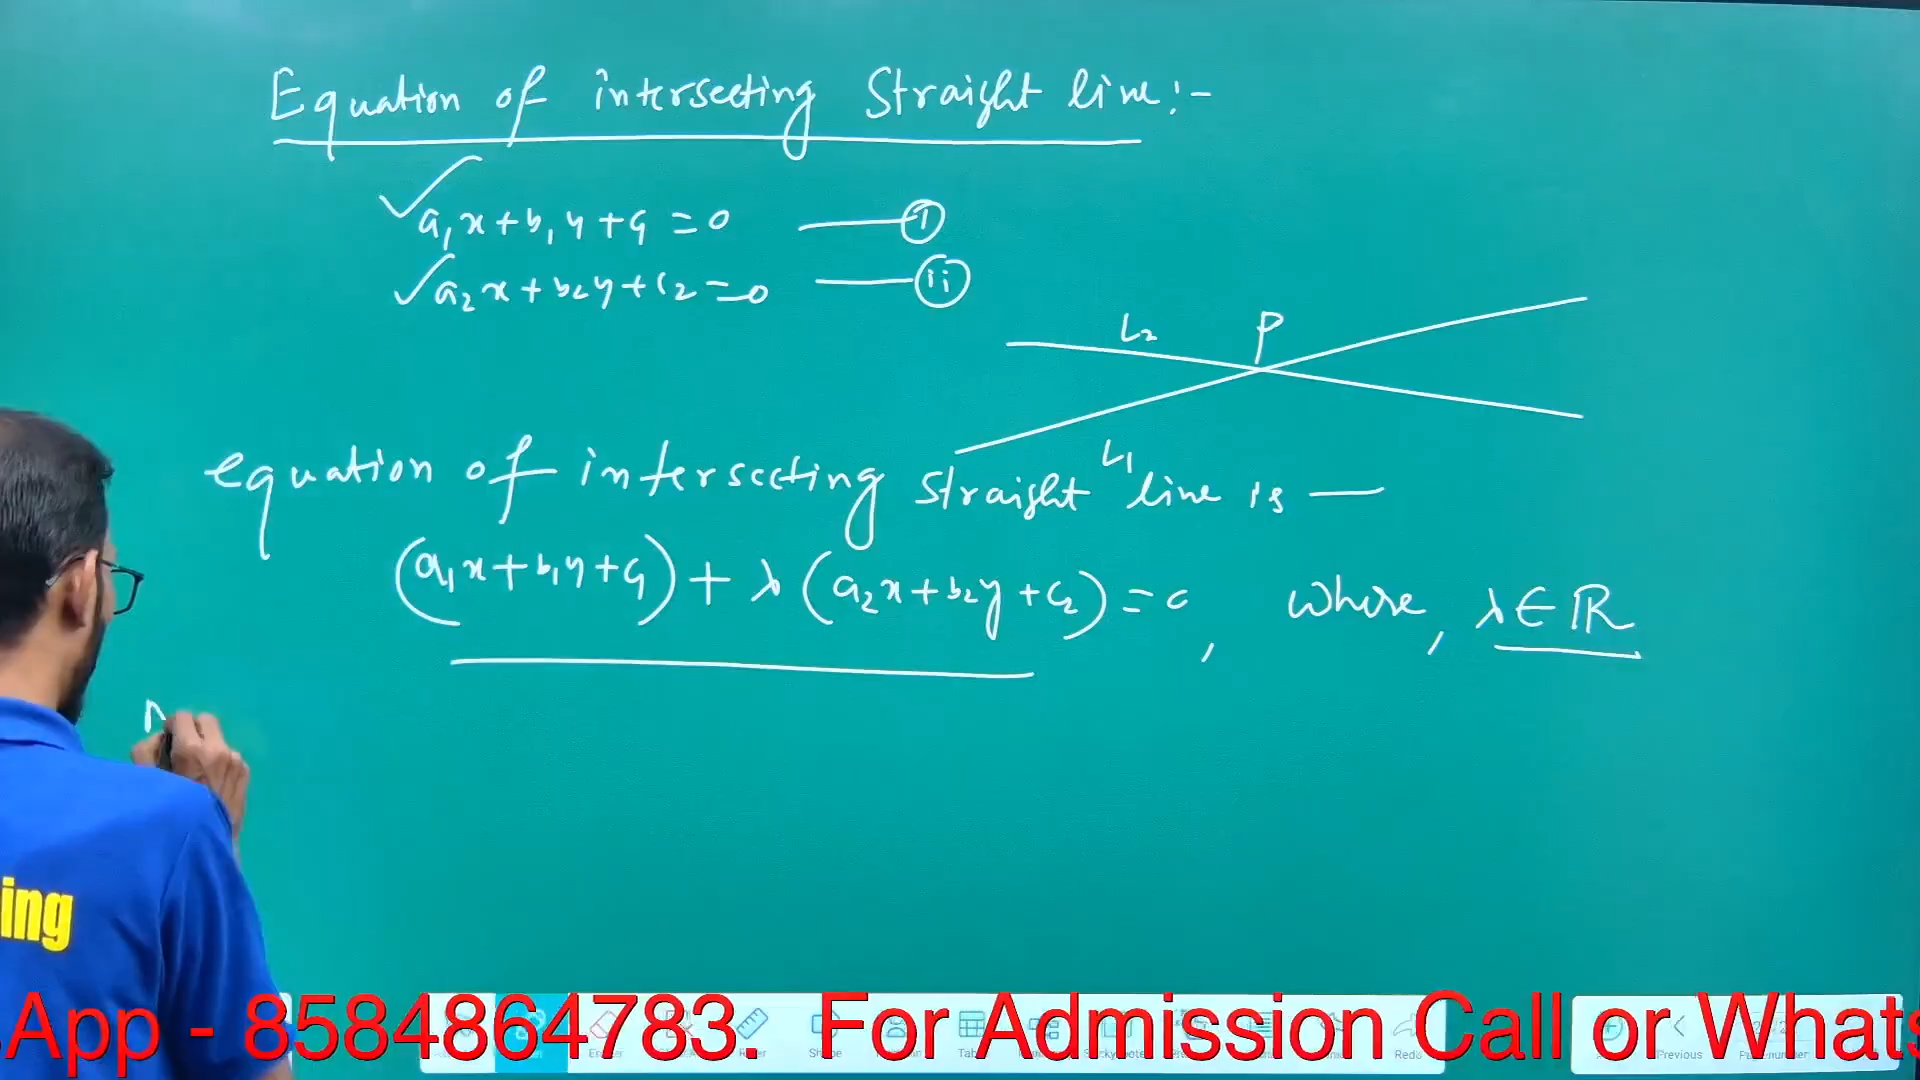 Equation of intersecting Straight line:-
a₁x+b₁y+c₁ =0 —— (i)
a₂x+b₂y+c₂=0 —— (ii)
L₂ P
L₁
equation of intersecting straight line is —
(a₁x+b₁y+c₁)+λ(a₂x+b₂y+c₂)=0, where, λ∈ℝ
ing
App - 8584864783. For Admission Call or Whats
Previous
Redo